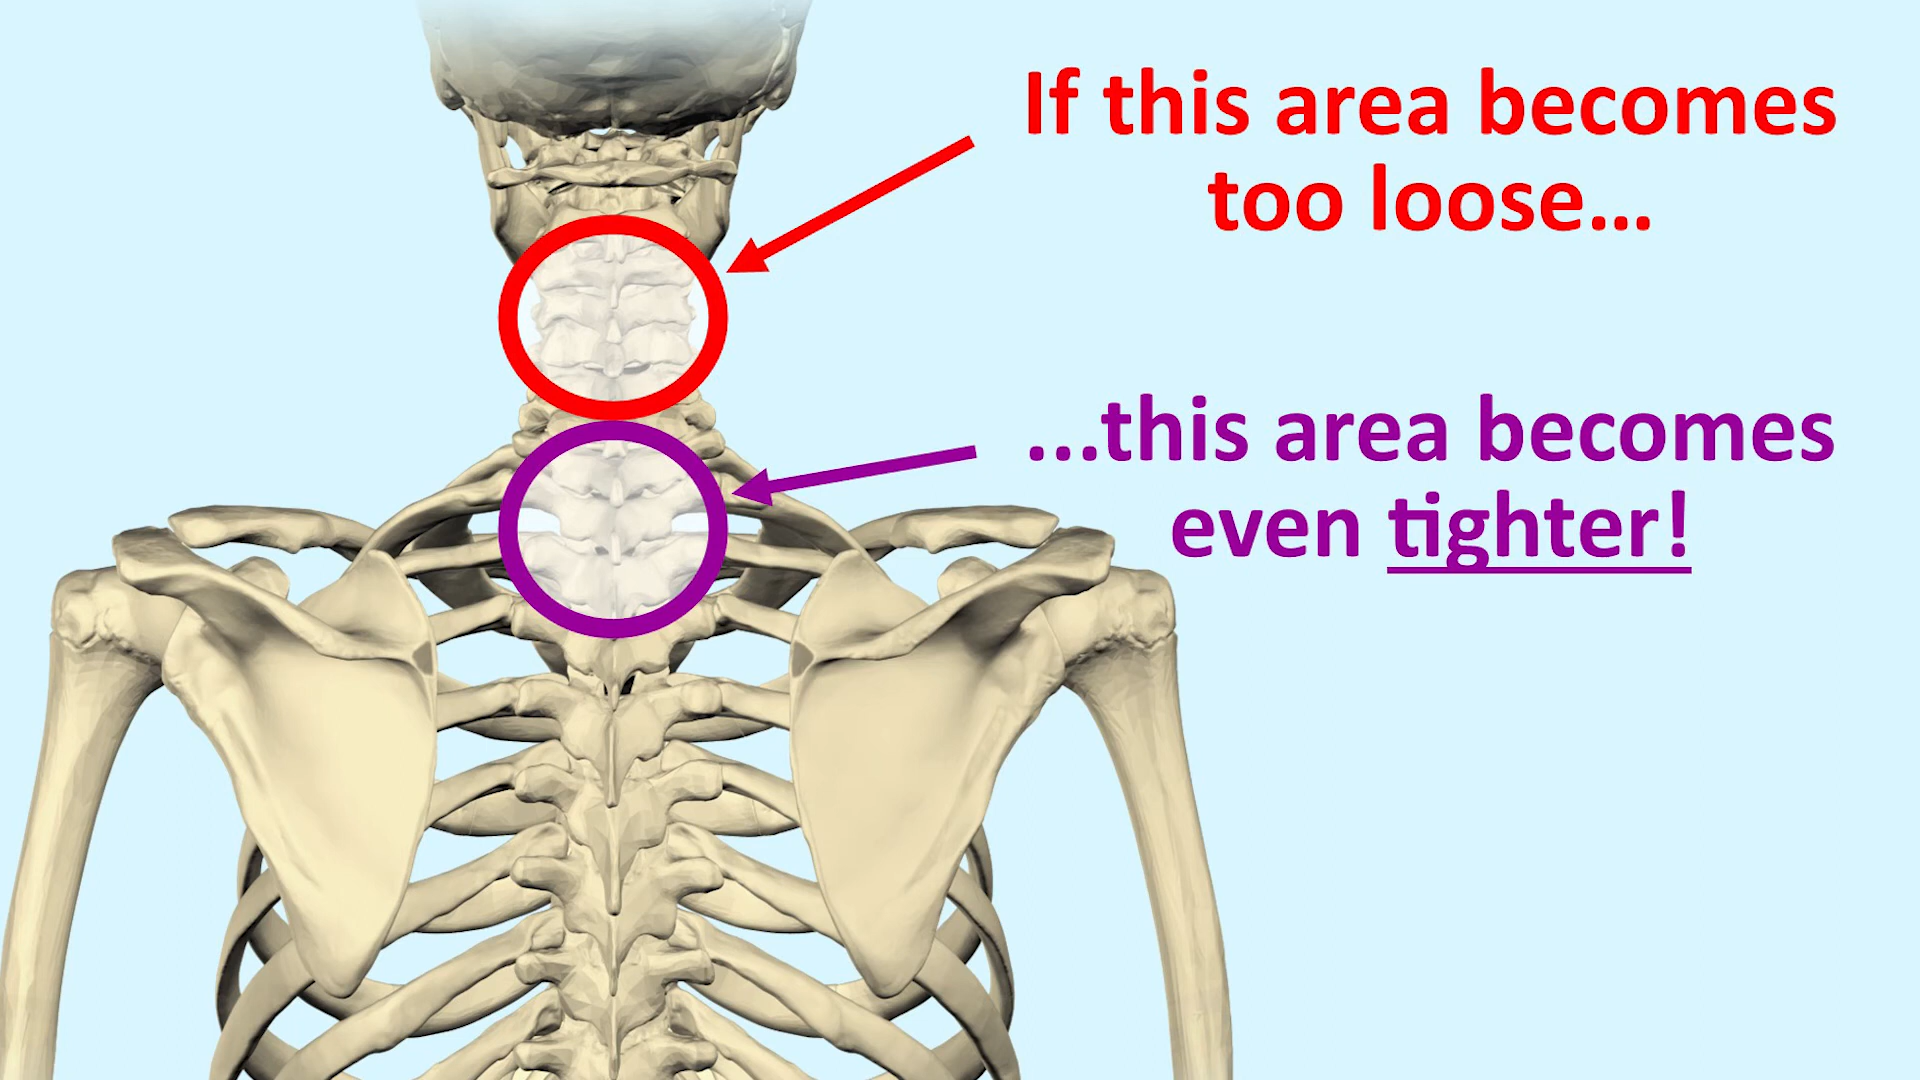 If this area becomes
too loose...
...this area becomes
even tighter!